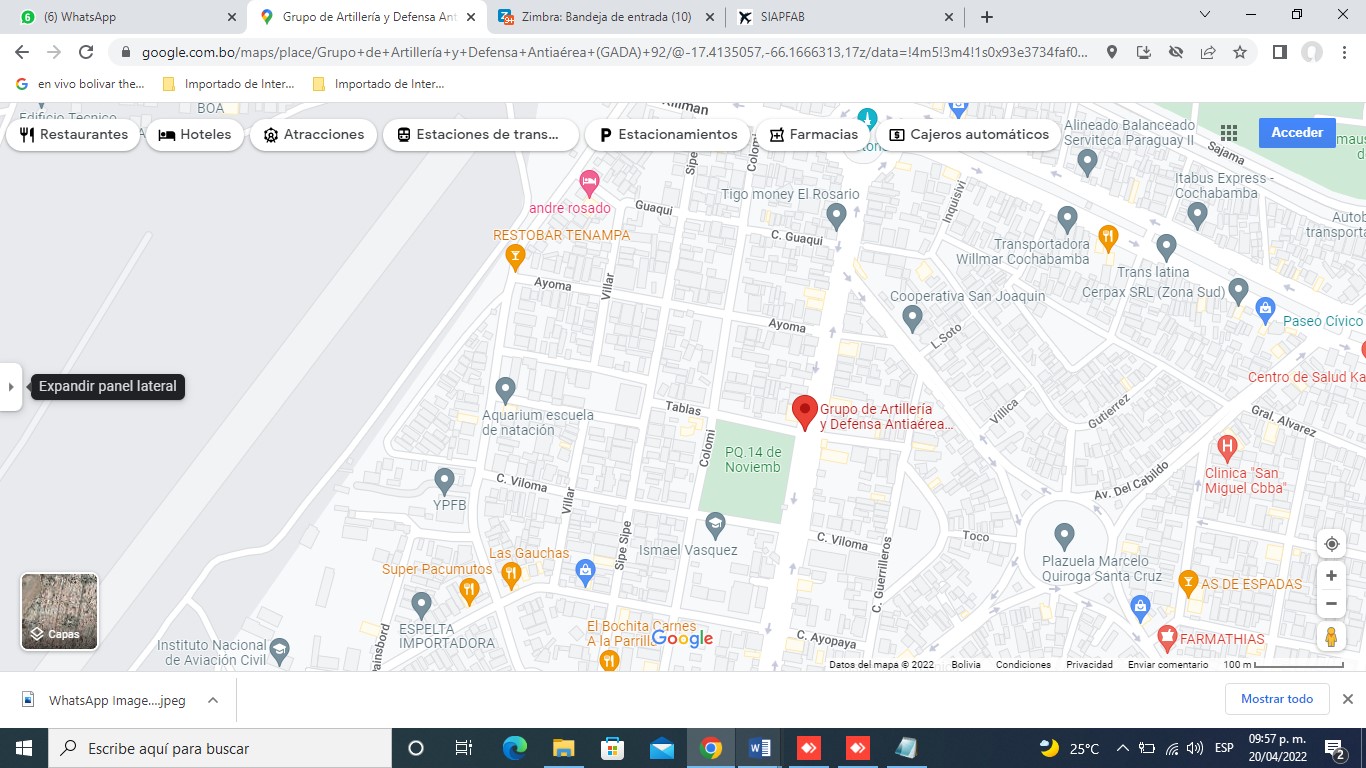 (6) WhatsApp
Grupo de Artillería y Defensa Ant
Zimbra: Bandeja de entrada (10)
SIAPFAB
google.com.bo/maps/place/Grupo+de+Artillería+y+Defensa+Antiaérea+(GADA)+92/@-17.4135057,-66.1666313,17z/data=!4m5!3m4!1s0x93e3734faf0...
en vivo bolivar the...
Importado de Inter...
Importado de Inter...
Edificio Tecnico
BOA
Killman
Restaurantes
Hoteles
Atracciones
Estaciones de trans...
Estacionamientos
Farmacias
Cajeros automáticos
Acceder
Alineado Balanceado
Serviteca Paraguay II
Sajama
Itabus Express -
Cochabamba
Sipe
Colomi
andre rosado
Guaqui
Tigo money El Rosario
Inquisivi
RESTOBAR TENAMPA
C. Guaqui
Transportadora
Willmar Cochabamba
Trans latina
Cerpax SRL (Zona Sud)
Ayoma
Villar
Cooperativa San Joaquin
Ayoma
L.Soto
Paseo Cívico
Expandir panel lateral
Centro de Salud Ka
Aquarium escuela
de natación
Tablas
Grupo de Artillería
y Defensa Antiaérea...
Villica
Gutierrez
Gral. Alvarez
Colomi
PQ.14 de
Noviemb
Clinica "San
Miguel Cbba"
C. Viloma
YPFB
Villar
Av. Del Cabildo
Sipe Sipe
Ismael Vasquez
C. Viloma
Toco
Las Gauchas
Super Pacumutos
Plazuela Marcelo
Quiroga Santa Cruz
AS DE ESPADAS
C. Guerrilleros
ESPELTA
IMPORTADORA
El Bochita Carnes
A la Parrill
Google
C. Ayopaya
FARMATHIAS
Capas
Instituto Nacional
de Aviación Civil
Datos del mapa © 2022
Bolivia
Condiciones
Privacidad
Enviar comentario
100 m
WhatsApp Image....jpeg
Mostrar todo
Escribe aquí para buscar
25°C
ESP
09:57 p. m.
20/04/2022
2